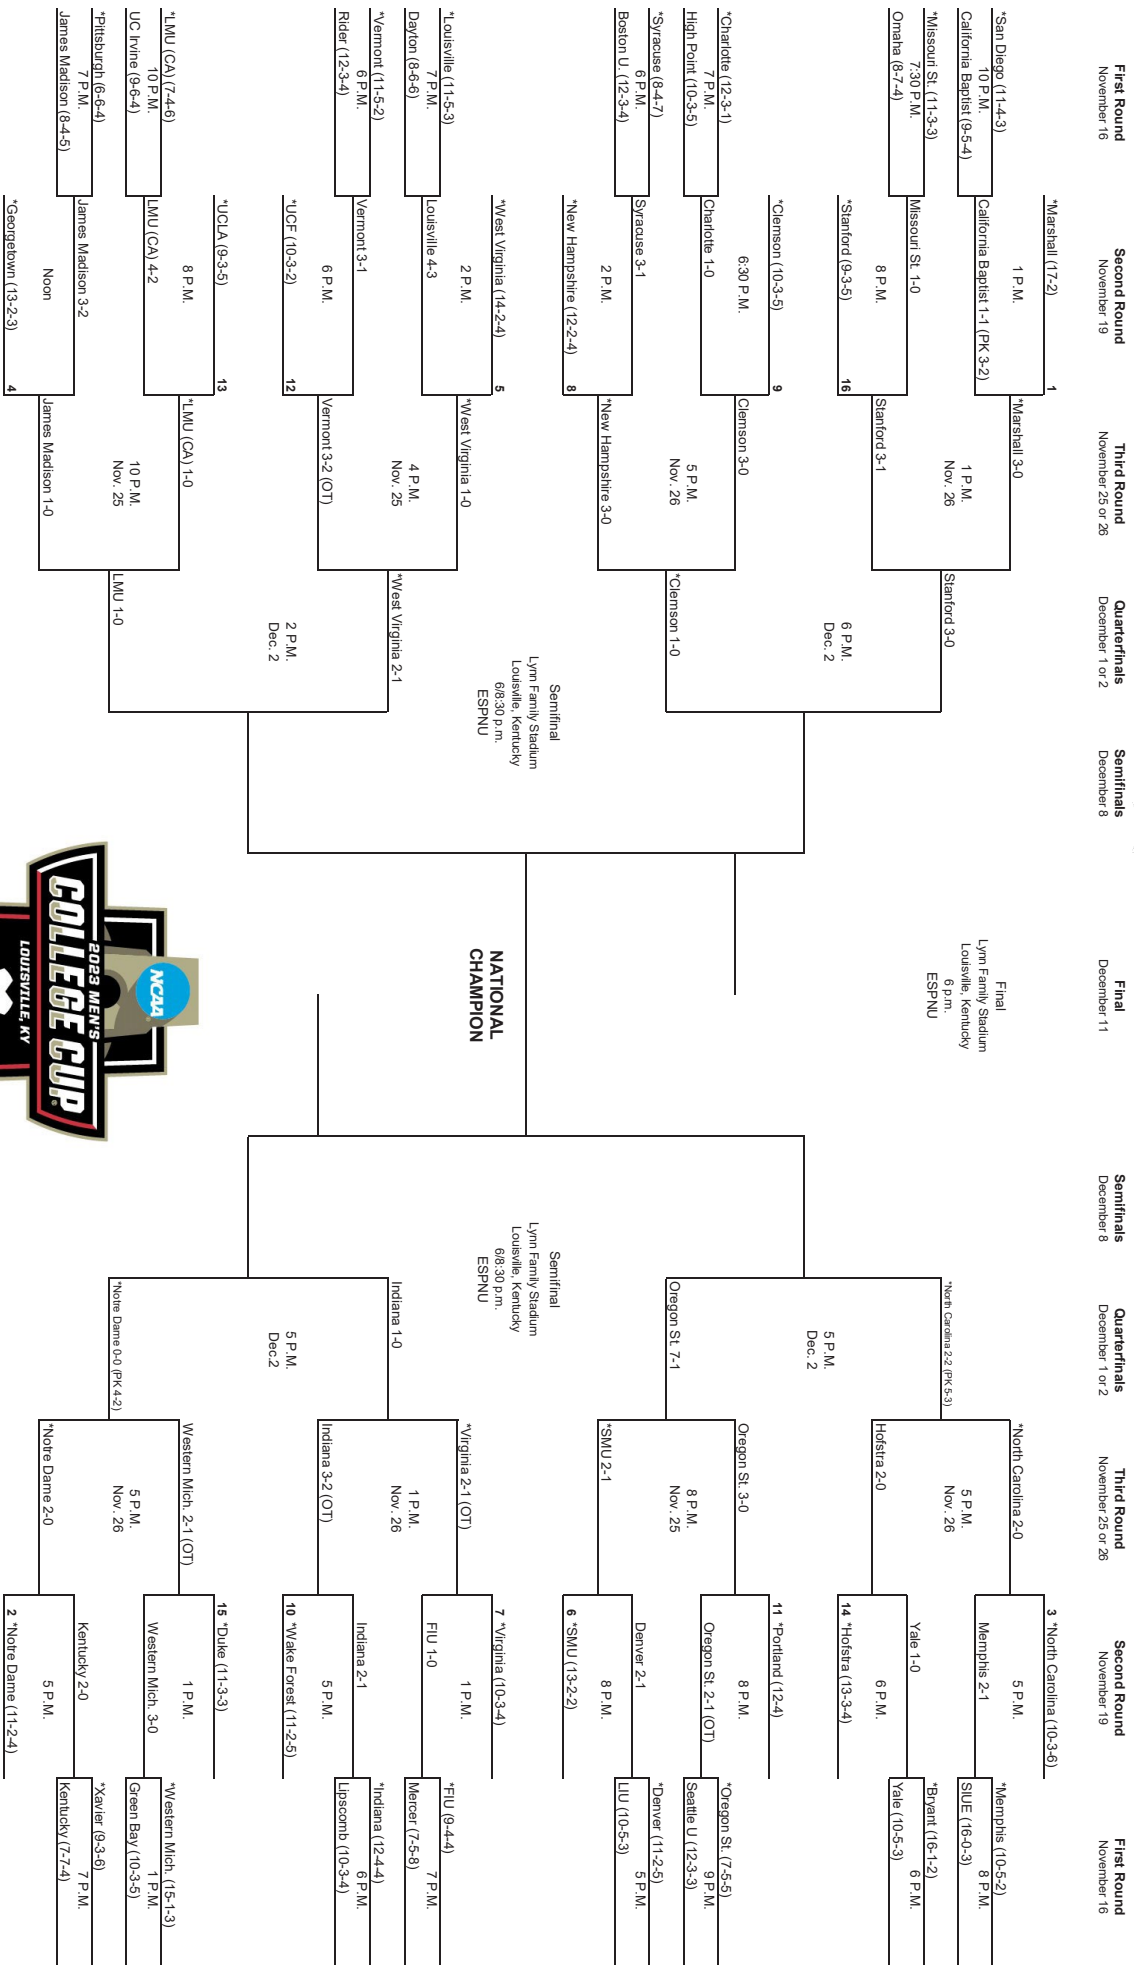 First Round
November 16
Second Round
November 19
Third Round
November 25 or 26
Quarterfinals
December 1 or 2
Semifinals
December 8
Final
December 11
Semifinals
December 8
Quarterfinals
December 1 or 2
Third Round
November 25 or 26
Second Round
November 19
First Round
November 16
*San Diego (11-4-3)
10 P.M.
California Baptist (9-5-4)
*Missouri St. (11-3-3)
7:30 P.M.
Omaha (8-7-4)
*Charlotte (12-3-1)
7 P.M.
High Point (10-3-5)
*Syracuse (8-4-7)
6 P.M.
Boston U. (12-3-4)
*Louisville (11-5-3)
7 P.M.
Dayton (8-6-6)
*Vermont (11-5-2)
6 P.M.
Rider (12-3-4)
*LMU (CA) (7-4-6)
10 P.M.
UC Irvine (9-6-4)
*Pittsburgh (6-6-4)
7 P.M.
James Madison (8-4-5)
*Marshall (17-2)
1
1 P.M.
California Baptist 1-1 (PK 3-2)
Missouri St. 1-0
8 P.M.
*Stanford (9-3-5)
16
*Clemson (10-3-5)
9
6:30 P.M.
Charlotte 1-0
Syracuse 3-1
2 P.M.
*New Hampshire (12-2-4)
8
*West Virginia (14-2-4)
5
2 P.M.
Louisville 4-3
Vermont 3-1
6 P.M.
*UCF (10-3-2)
12
*UCLA (9-3-5)
13
8 P.M.
LMU (CA) 4-2
James Madison 3-2
Noon
*Georgetown (13-2-3)
4
*Marshall 3-0
1 P.M.
Nov. 26
Stanford 3-1
Clemson 3-0
5 P.M.
Nov. 26
*New Hampshire 3-0
*West Virginia 1-0
4 P.M.
Nov. 25
Vermont 3-2 (OT)
*LMU (CA) 1-0
10 P.M.
Nov. 25
James Madison 1-0
Stanford 3-0
6 P.M.
Dec. 2
*Clemson 1-0
*West Virginia 2-1
2 P.M.
Dec. 2
LMU 1-0
Semifinal
Lynn Family Stadium
Louisville, Kentucky
6/8:30 p.m.
ESPNU
Final
Lynn Family Stadium
Louisville, Kentucky
6 p.m.
ESPNU
NATIONAL
CHAMPION
NCAA
2023 MEN'S
COLLEGE CUP
LOUISVILLE, KY
Semifinal
Lynn Family Stadium
Louisville, Kentucky
6/8:30 p.m.
ESPNU
*North Carolina 2-2 (PK 5-3)
5 P.M.
Dec. 2
Oregon St. 7-1
Indiana 1-0
5 P.M.
Dec.2
*Notre Dame 0-0 (PK 4-2)
*North Carolina 2-0
5 P.M.
Nov. 26
Hofstra 2-0
Oregon St. 3-0
8 P.M.
Nov. 25
*SMU 2-1
*Virginia 2-1 (OT)
1 P.M.
Nov. 26
Indiana 3-2 (OT)
Western Mich. 2-1 (OT)
5 P.M.
Nov. 26
*Notre Dame 2-0
3 *North Carolina (10-3-6)
5 P.M.
Memphis 2-1
Yale 1-0
6 P.M.
14 *Hofstra (13-3-4)
11 *Portland (12-4)
8 P.M.
Oregon St. 2-1 (OT)
Denver 2-1
8 P.M.
6 *SMU (13-2-2)
7 *Virginia (10-3-4)
1 P.M.
FIU 1-0
Indiana 2-1
5 P.M.
10 *Wake Forest (11-2-5)
15 *Duke (11-3-3)
1 P.M.
Western Mich. 3-0
Kentucky 2-0
5 P.M.
2 *Notre Dame (11-2-4)
*Memphis (10-5-2)
8 P.M.
SIUE (16-0-3)
*Bryant (16-1-2)
6 P.M.
Yale (10-5-3)
*Oregon St. (7-5-5)
9 P.M.
Seattle U (12-3-3)
*Denver (11-2-5)
5 P.M.
LIU (10-5-3)
*FIU (9-4-4)
7 P.M.
Mercer (7-5-8)
*Indiana (12-4-4)
6 P.M.
Lipscomb (10-3-4)
*Western Mich. (15-1-3)
1 P.M.
Green Bay (10-3-5)
*Xavier (9-3-6)
7 P.M.
Kentucky (7-7-4)